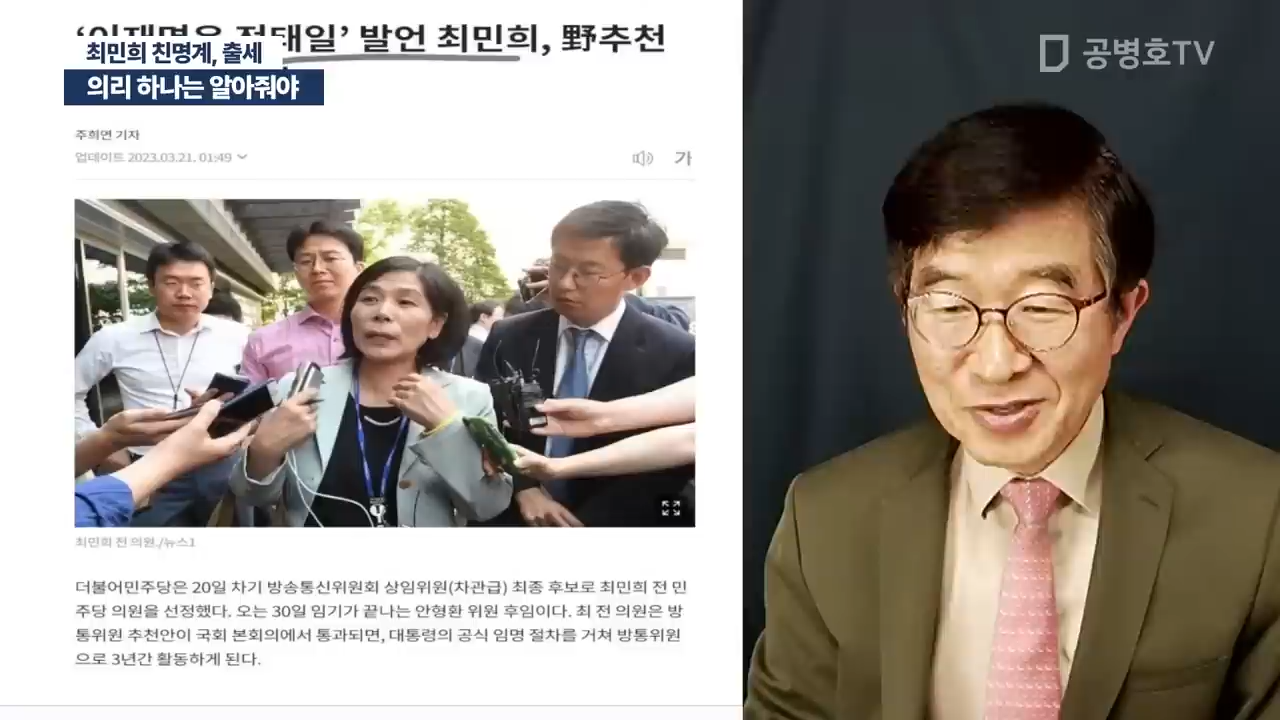 태일’ 발언 최민희, 野추천
최민희 친명계, 출세
의리 하나는 알아줘야
공병호TV
주희연 기자
업데이트 2023.03.21. 01:49
가
최민희 전 의원./뉴스1
더불어민주당은 20일 차기 방송통신위원회 상임위원(차관급) 최종 후보로 최민희 전 민
주당 의원을 선정했다. 오는 30일 임기가 끝나는 안형환 위원 후임이다. 최 전 의원은 방
통위원 추천안이 국회 본회의에서 통과되면, 대통령의 공식 임명 절차를 거쳐 방통위원
으로 3년간 활동하게 된다.